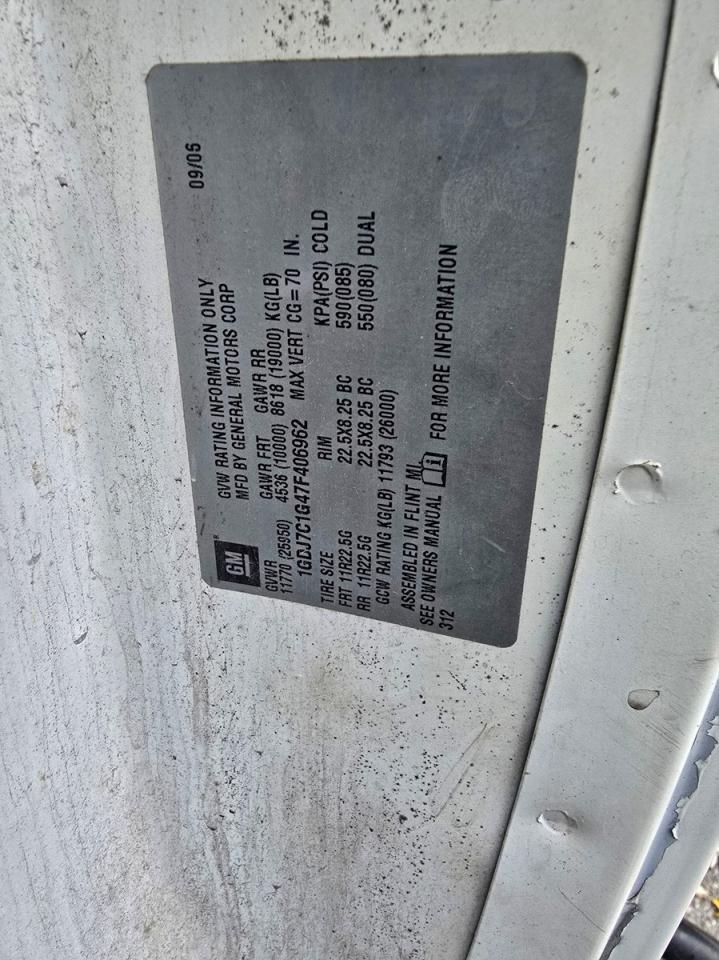 09/06
GVW RATING INFORMATION ONLY
MFD BY GENERAL MOTORS CORP
GM
GVWR GAWR FRT GAWR RR
11770 (25950) 4536 (10000) 8618 (19000) KG(LB)
1GDJ7C1G47F406962 MAX VERT CG=70 IN.
TIRE SIZE RIM KPA(PSI) COLD
FRT 11R22.5G 22.5X8.25 BC 590(085)
RR 11R22.5G 22.5X8.25 BC 550(080) DUAL
GCW RATING KG(LB) 11793 (26000)
ASSEMBLED IN FLINT MI.
SEE OWNERS MANUAL i FOR MORE INFORMATION
312